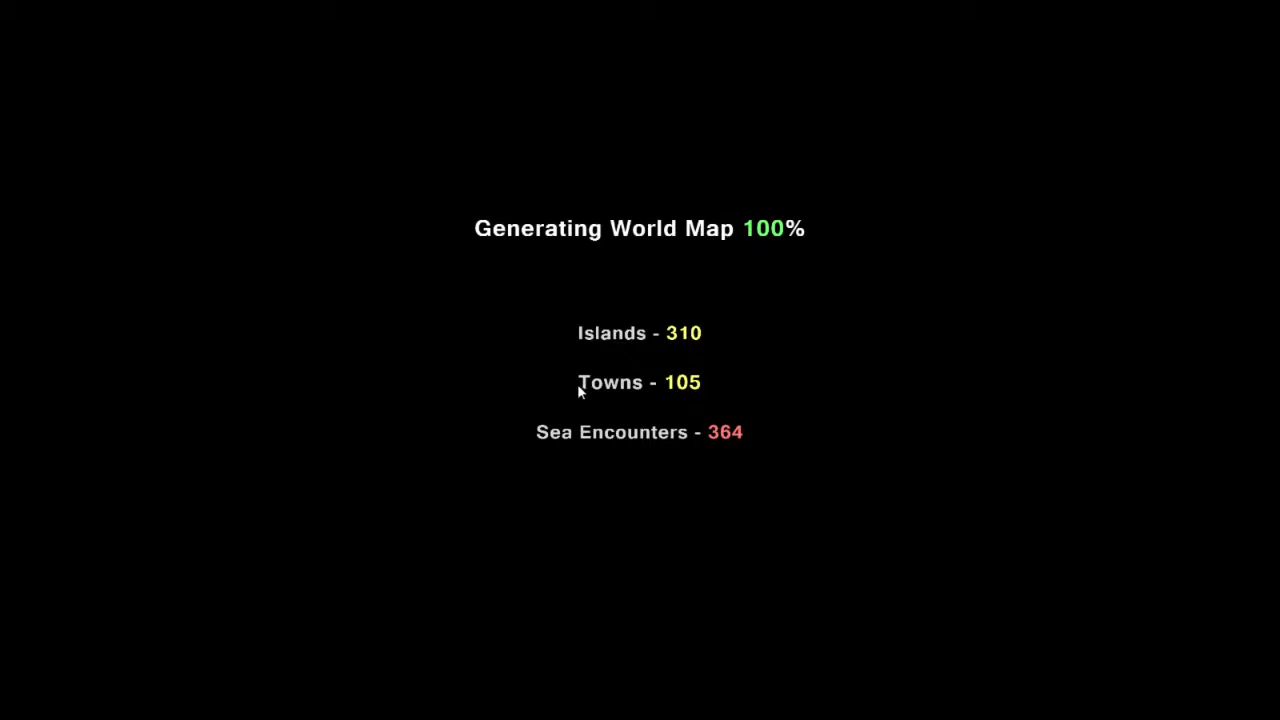 Generating World Map 100%
Islands - 310
Towns - 105
Sea Encounters - 364